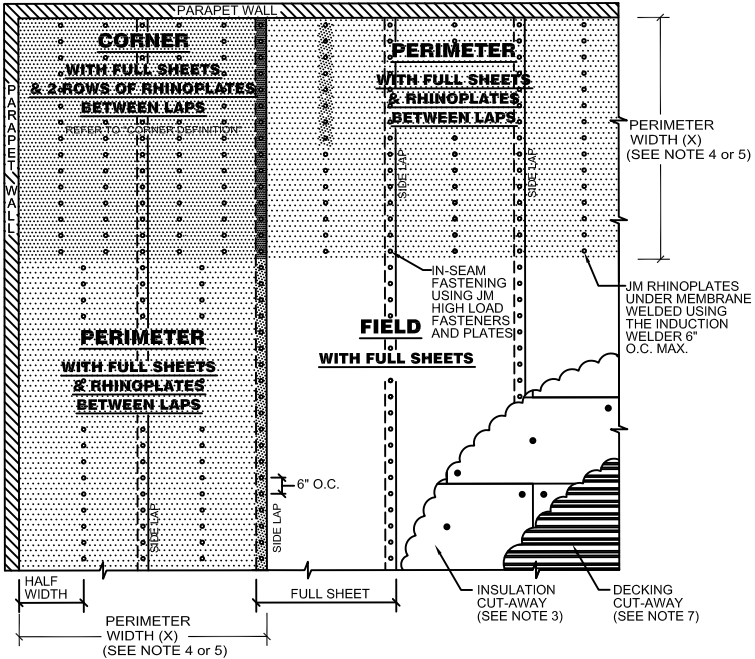 PARAPET WALL
CORNER
WITH FULL SHEETS
& 2 ROWS OF RHINOPLATES
BETWEEN LAPS
REFER TO "CORNER DEFINITION"
PARAPET WALL
PERIMETER
WITH FULL SHEETS
& RHINOPLATES
BETWEEN LAPS
PERIMETER
WIDTH (X)
(SEE NOTE 4 or 5)
SIDE LAP
SIDE LAP
IN-SEAM
FASTENING
USING JM
HIGH LOAD
FASTENERS
AND PLATES
JM RHINOPLATES
UNDER MEMBRANE
WELDED USING
THE INDUCTION
WELDER 6"
O.C. MAX.
PERIMETER
WITH FULL SHEETS
& RHINOPLATES
BETWEEN LAPS
FIELD
WITH FULL SHEETS
6" O.C.
SIDE LAP
SIDE LAP
HALF
WIDTH
FULL SHEET
INSULATION
CUT-AWAY
(SEE NOTE 3)
DECKING
CUT-AWAY
(SEE NOTE 7)
PERIMETER
WIDTH (X)
(SEE NOTE 4 or 5)